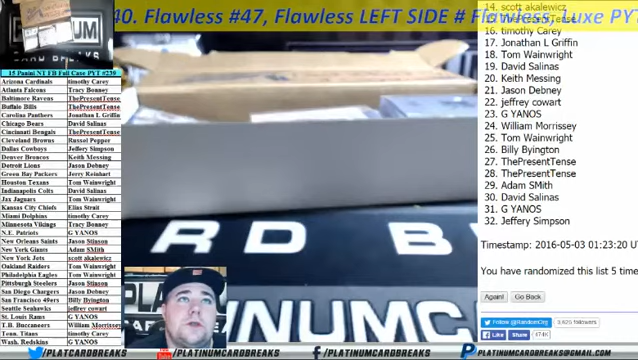 40. Flawless #47, Flawless LEFT SIDE # Flawless, Luxe PYT
15 Panini NT FB Full Case PYT #239
Arizona Cardinals timothy Carey
Atlanta Falcons Tracy Bonney
Baltimore Ravens ThePresentTense
Buffalo Bills ThePresentTense
Carolina Panthers Jonathan L Griffin
Chicago Bears David Salinas
Cincinati Bengals ThePresentTense
Cleveland Browns Russel Pepper
Dallas Cowboys Jeffery Simpson
Denver Broncos Keith Messing
Detroit Lions Jason Debney
Green Bay Packers Jerry Reinhart
Houston Texans Tom Wainwright
Indianapolis Colts David Salinas
Jax Jaguars Tom Wainwright
Kansas City Chiefs Elias Strait
Miami Dolphins timothy Carey
Minnesota Vikings Tracy Bonney
N.E. Patriots G YANOS
New Orleans Saints Jason Stinson
New York Giants Adam SMith
New York Jets scott akalewicz
Oakland Raiders Tom Wainwright
Philadelphia Eagles Tom Wainwright
Pittsburgh Steelers Jason Stinson
San Diego Chargers Jason Debney
San Francisco 49ers Billy Byington
Seattle Seahawks jeffrey cowart
St. Louis Rams G YANOS
T.B. Buccaneers William Morrissey
Tenn. Titans timothy Carey
Wash. Redskins G YANOS
14. scott akalewicz
15. ThePresentTense
16. timothy Carey
17. Jonathan L Griffin
18. Tom Wainwright
19. David Salinas
20. Keith Messing
21. Jason Debney
22. jeffrey cowart
23. G YANOS
24. William Morrissey
25. Tom Wainwright
26. Billy Byington
27. ThePresentTense
28. ThePresentTense
29. Adam SMith
30. David Salinas
31. G YANOS
32. Jeffery Simpson
Timestamp: 2016-05-03 01:23:20 U
You have randomized this list 5 time
Again! Go Back
Follow @RandomOrg 3,625 followers
Like Share
RD B
INUMC
/PLATCARDBREAKS /PLATINUMCARDBREAKS /PLATINUMCARDBREAKS PLATINUMCARDBREAKS@GMAIL.COM